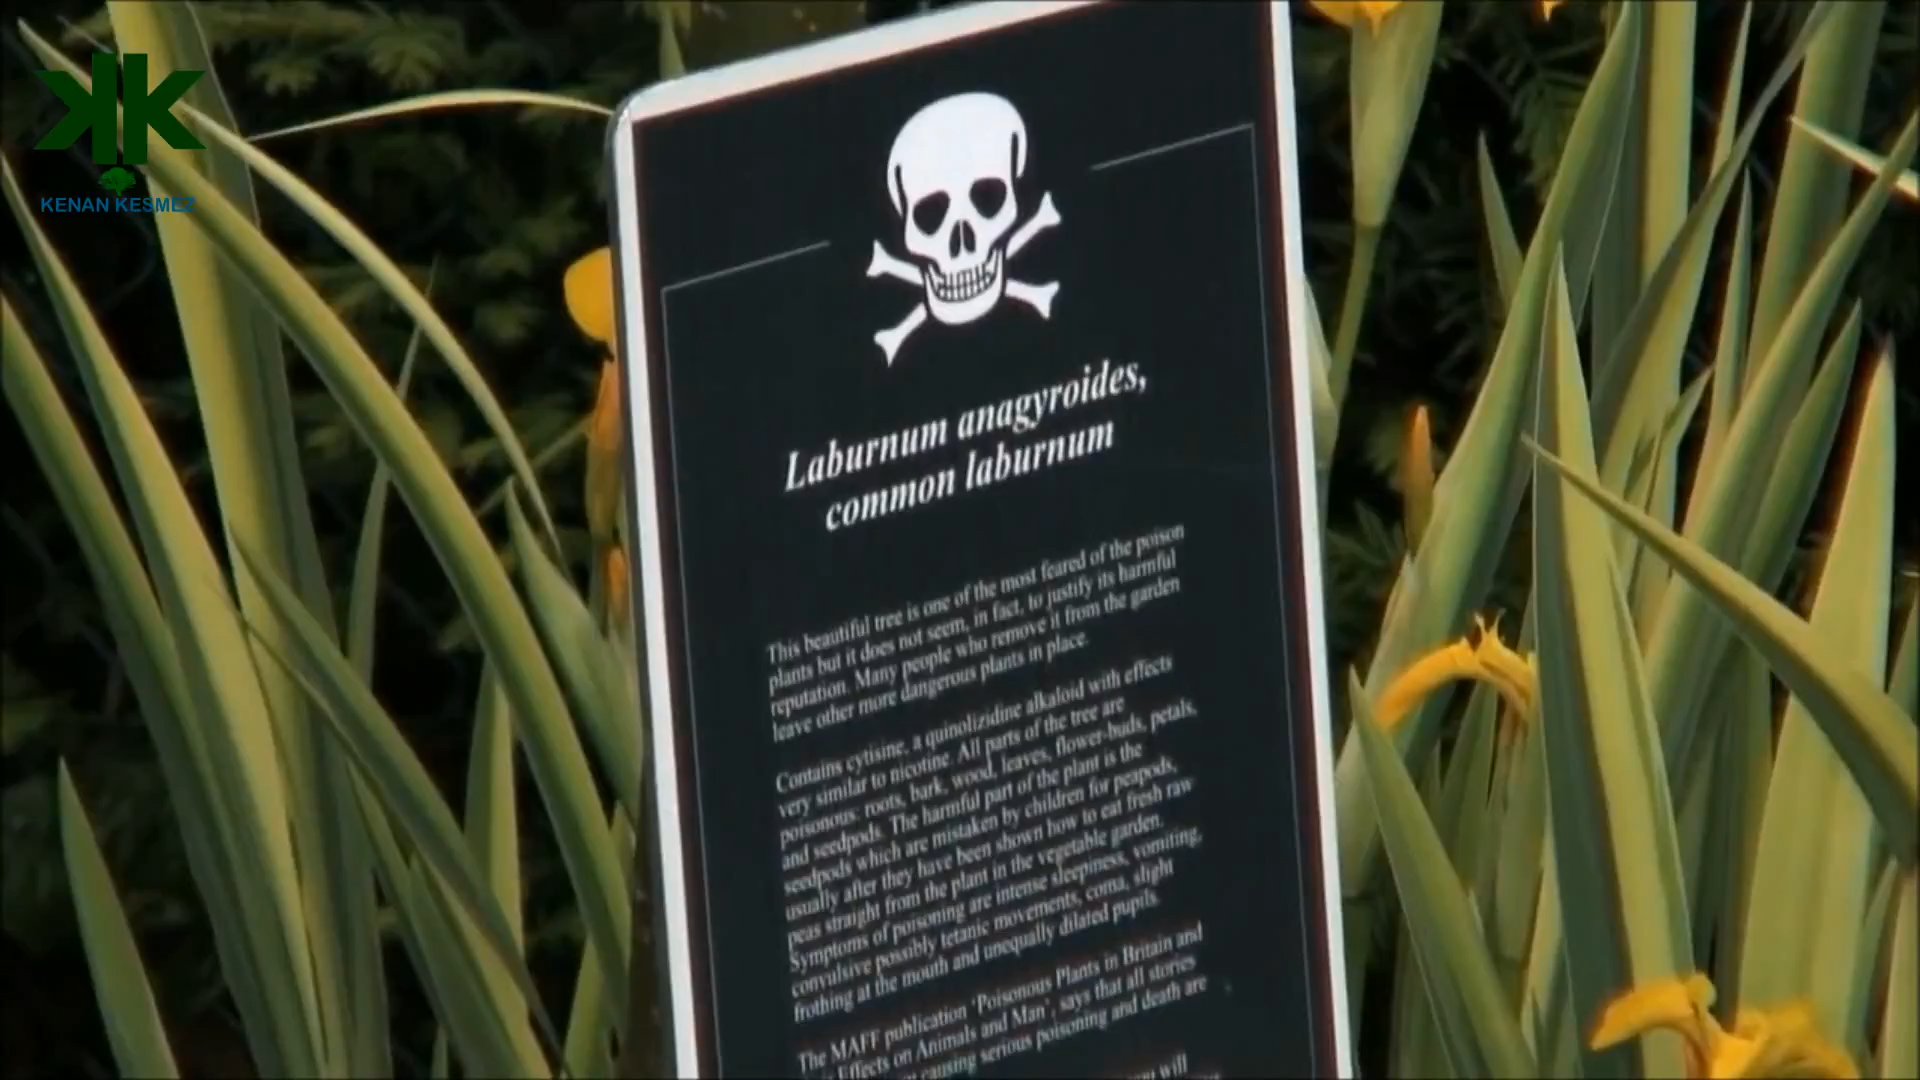 KK
KENAN KESMEZ
Laburnum anagyroides,
common laburnum
This beautiful tree is one of the most feared of the poison
plants but it does not seem, in fact, to justify its harmful
reputation. Many people who remove it from the garden
leave other more dangerous plants in place.
Contains cytisine, a quinolizidine alkaloid with effects
very similar to nicotine. All parts of the tree are
poisonous: roots, bark, wood, leaves, flower-buds, petals,
and seedpods. The harmful part of the plant is the
seedpods which are mistaken by children for peapods,
usually after they have been shown how to eat fresh raw
peas straight from the plant in the vegetable garden.
Symptoms of poisoning are intense sleepiness, vomiting,
convulsive possibly tetanic movements, coma, slight
frothing at the mouth and unequally dilated pupils.
The MAFF publication 'Poisonous Plants in Britain and
Effects on Animals and Man', says that all stories
causing serious poisoning and death are
will